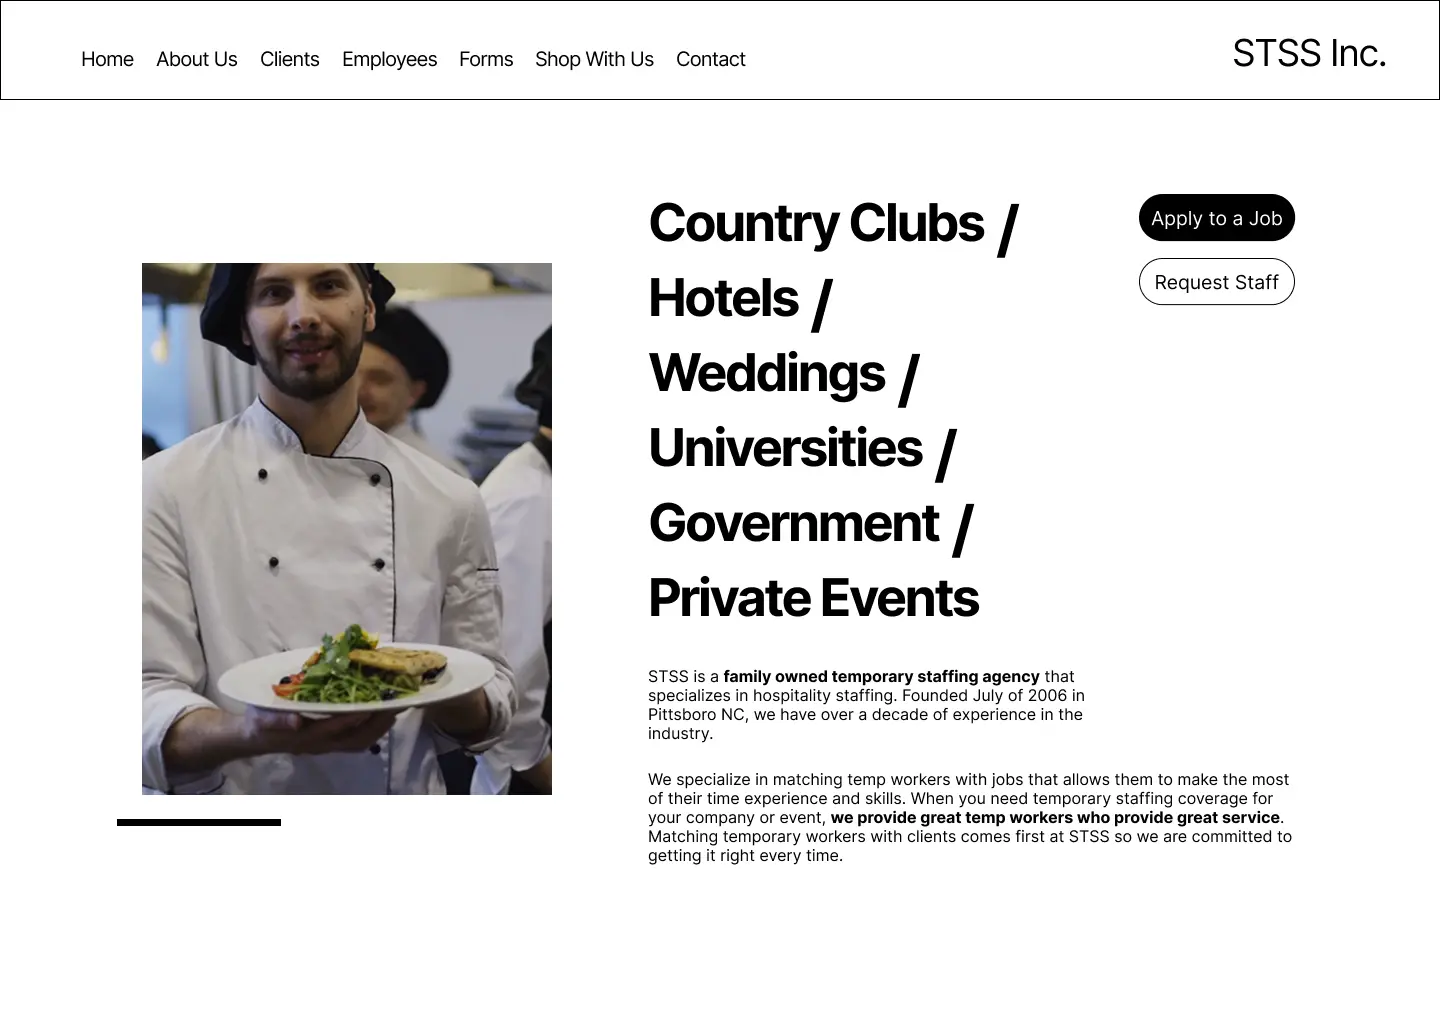 Home About Us Clients Employees Forms Shop With Us Contact
STSS Inc.
Country Clubs /
Hotels /
Weddings /
Universities /
Government /
Private Events
Apply to a Job
Request Staff
STSS is a family owned temporary staffing agency that
specializes in hospitality staffing. Founded July of 2006 in
Pittsboro NC, we have over a decade of experience in the
industry.
We specialize in matching temp workers with jobs that allows them to make the most
of their time experience and skills. When you need temporary staffing coverage for
your company or event, we provide great temp workers who provide great service.
Matching temporary workers with clients comes first at STSS so we are committed to
getting it right every time.